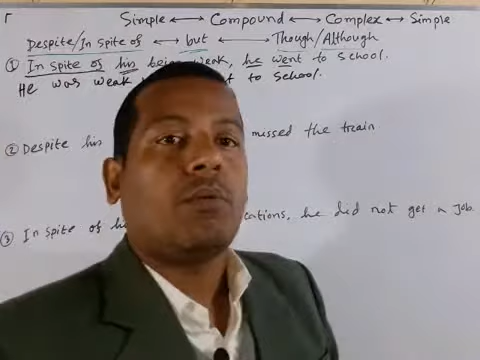 Simple ⟷ Compound ⟷ Complex ⟷ Simple
Despite/In spite of ⟷ but ⟷ Though/Although
① In spite of his being weak, he went to school.
He was weak to school.
② Despite his missed the train
③ In spite of he did not get a job.